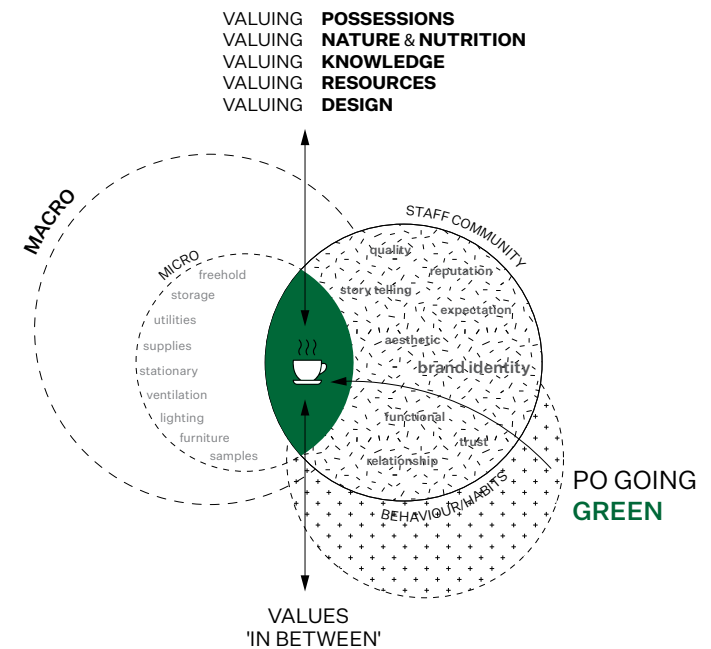 VALUING POSSESSIONS
VALUING NATURE & NUTRITION
VALUING KNOWLEDGE
VALUING RESOURCES
VALUING DESIGN
MACRO
MICRO
freehold
storage
utilities
supplies
stationary
ventilation
lighting
furniture
samples
STAFF COMMUNITY
quality
reputation
story telling
expectation
aesthetic
brand identity
functional
trust
relationship
BEHAVIOUR/HABITS
PO GOING
GREEN
VALUES
'IN BETWEEN'